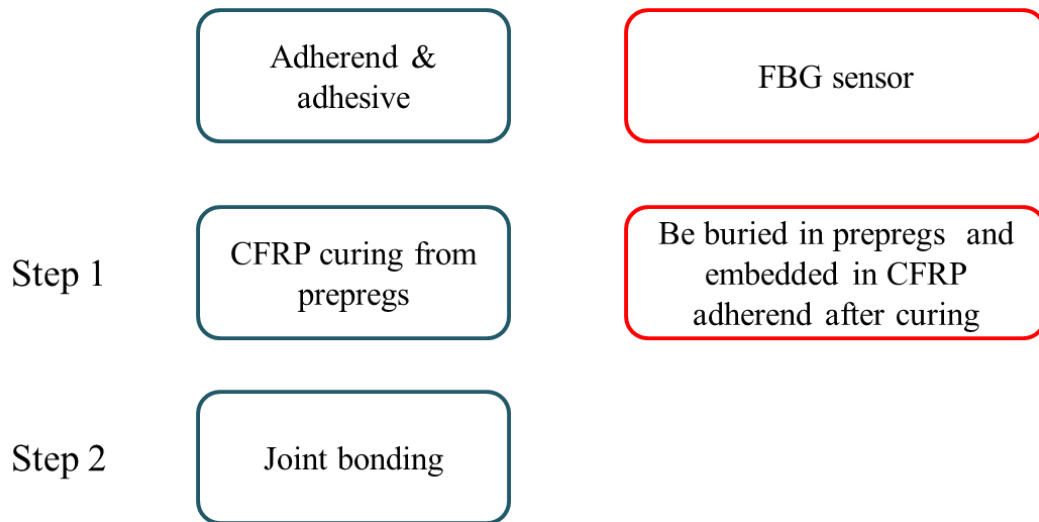 Adherend &
adhesive
FBG sensor
Step 1
CFRP curing from
prepregs
Be buried in prepregs and
embedded in CFRP
adherend after curing
Step 2
Joint bonding